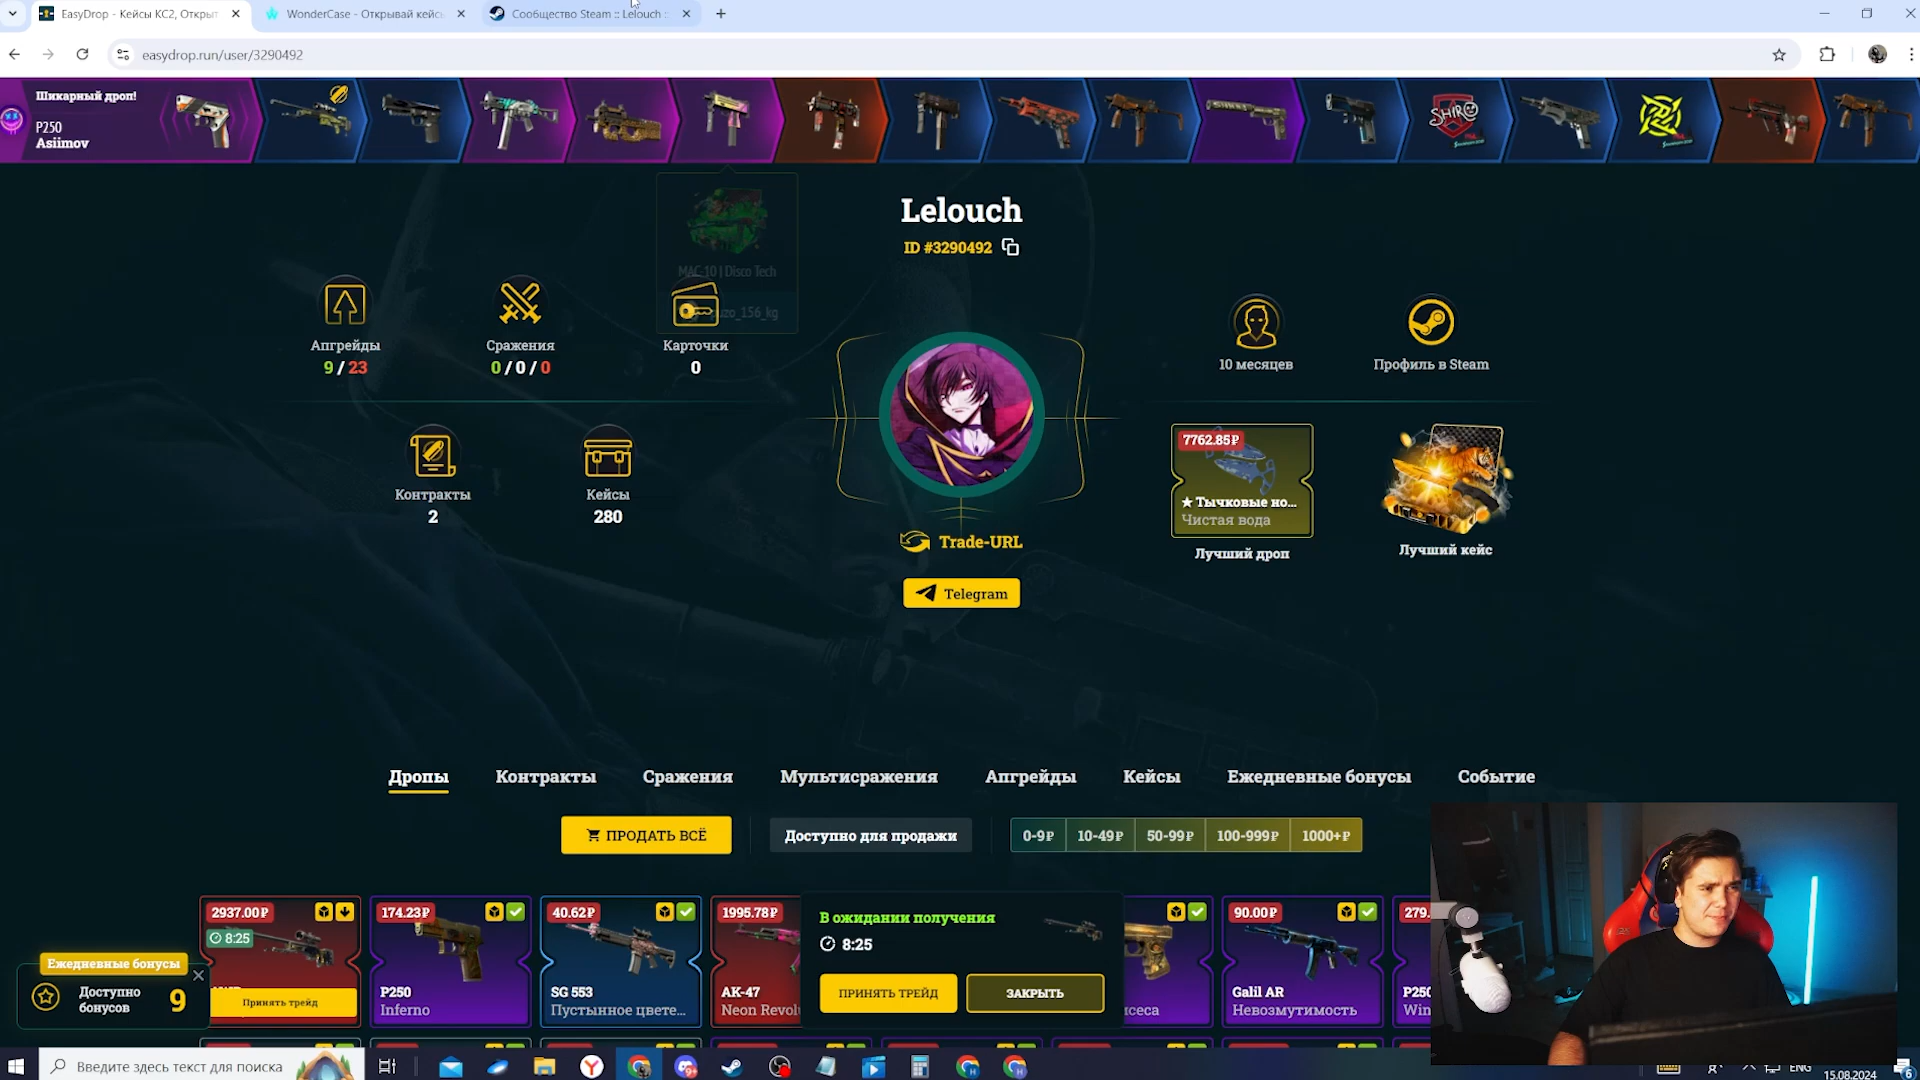 EasyDrop - Кейсы КС2, Открыт
WonderCase - Открывай кейсы
Сообщество Steam :: Lelouch ::
easydrop.run/user/3290492
Шикарный дроп!
P250
Asiimov
SHIRO
MAC-10 | Disco Tech
Lelouch
ID #3290492
Апгрейды
9 / 23
Сражения
0 / 0 / 0
Карточки
0
Контракты
2
Кейсы
280
Trade-URL
Telegram
10 месяцев
Профиль в Steam
7762.85₽
★ Тычковые но...
Чистая вода
Лучший дроп
Лучший кейс
Дропы
Контракты
Сражения
Мультисражения
Апгрейды
Кейсы
Ежедневные бонусы
Событие
ПРОДАТЬ ВСЁ
Доступно для продажи
0-9₽
10-49₽
50-99₽
100-999₽
1000+₽
2937.00₽
8:25
Принять трейд
174.23₽
P250
Inferno
40.62₽
SG 553
Пустынное цвете...
1995.78₽
AK-47
Neon Revol
В ожидании получения
8:25
ПРИНЯТЬ ТРЕЙД
ЗАКРЫТЬ
90.00₽
Galil AR
Невозмутимость
279.
P250
Win
Ежедневные бонусы
Доступно
бонусов
9
Введите здесь текст для поиска
ENG
15.08.2024
6